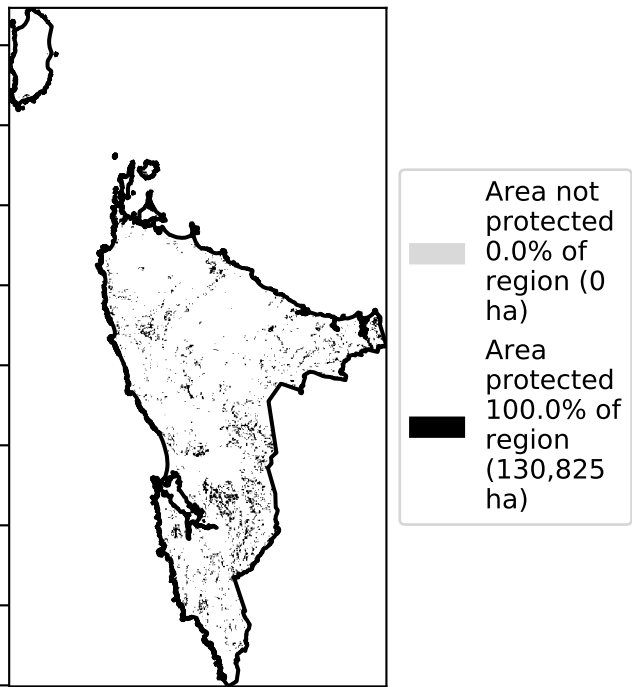 Area not
protected
0.0% of
region (0
ha)
Area
protected
100.0% of
region
(130,825
ha)